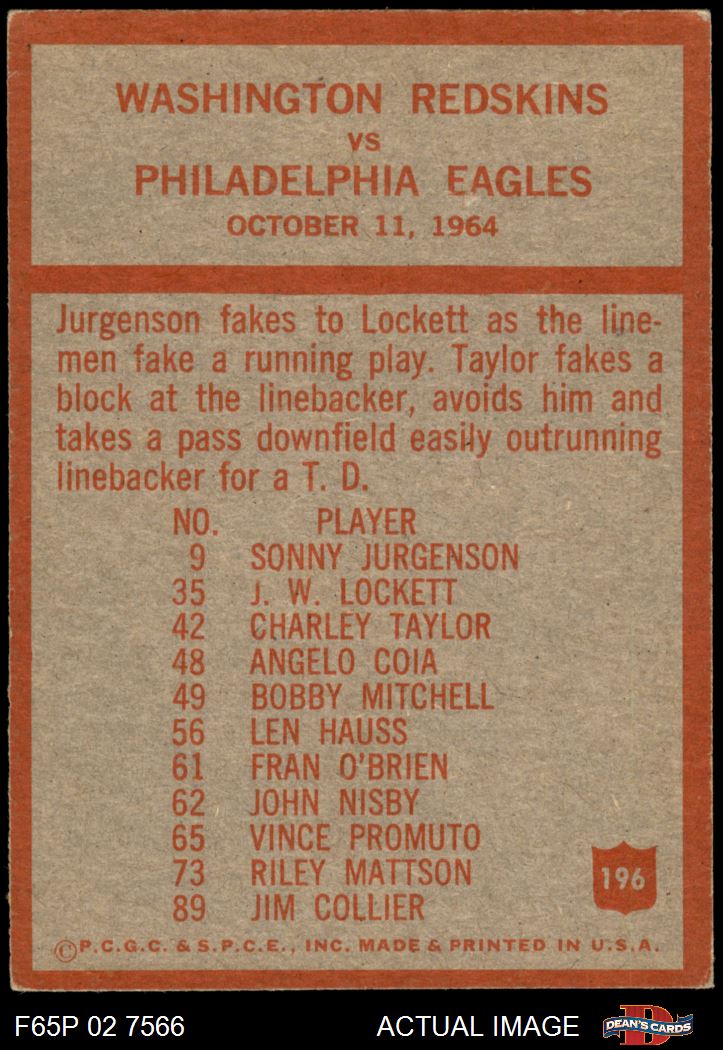 WASHINGTON REDSKINS
VS
PHILADELPHIA EAGLES
OCTOBER 11, 1964
Jurgenson fakes to Lockett as the line-
men fake a running play. Taylor fakes a
block at the linebacker, avoids him and
takes a pass downfield easily outrunning
linebacker for a T. D.
NO. PLAYER
9 SONNY JURGENSON
35 J. W. LOCKETT
42 CHARLEY TAYLOR
48 ANGELO COIA
49 BOBBY MITCHELL
56 LEN HAUSS
61 FRAN O'BRIEN
62 JOHN NISBY
65 VINCE PROMUTO
73 RILEY MATTSON
89 JIM COLLIER
196
©P.C.G.C. & S.P.C.E., INC. MADE & PRINTED IN U.S.A.
F65P 02 7566 ACTUAL IMAGE
D
DEAN'S CARDS